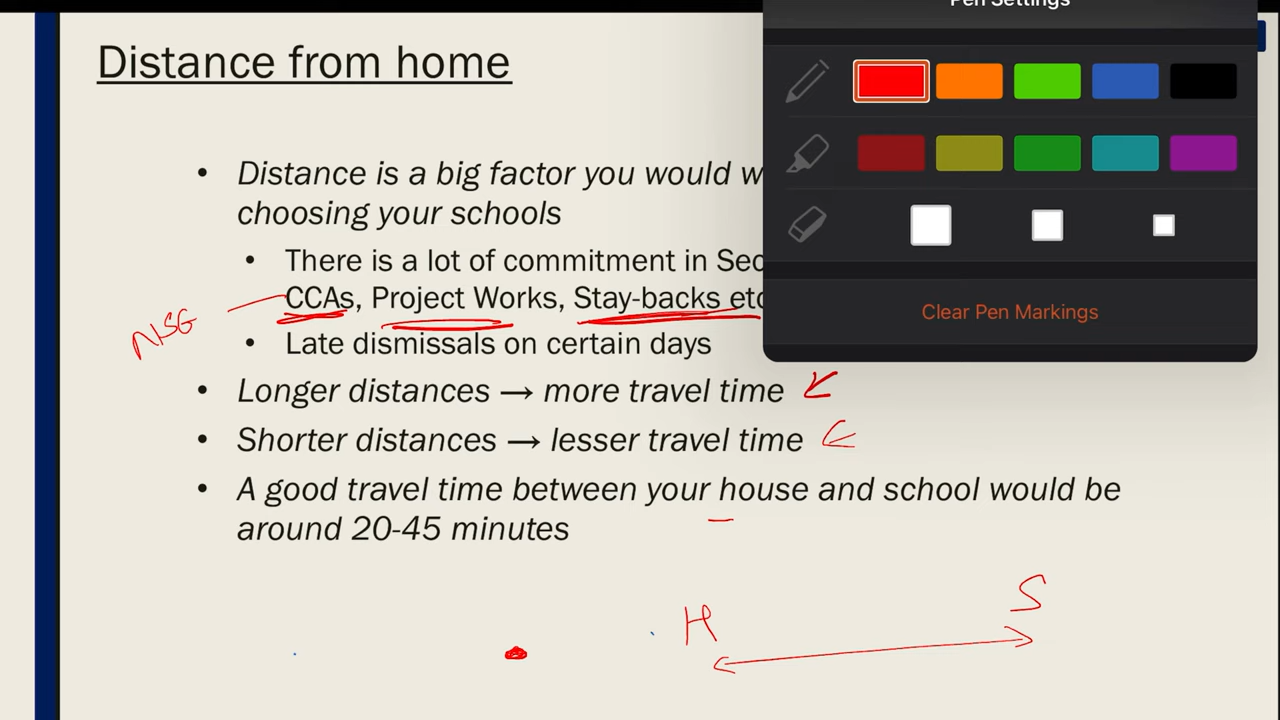 Pen Settings
Distance from home
• Distance is a big factor you would w
choosing your schools
• There is a lot of commitment in Sec
CCAs, Project Works, Stay-backs etc
NSG
• Late dismissals on certain days
Clear Pen Markings
• Longer distances → more travel time
• Shorter distances → lesser travel time
• A good travel time between your house and school would be
around 20-45 minutes
H
S